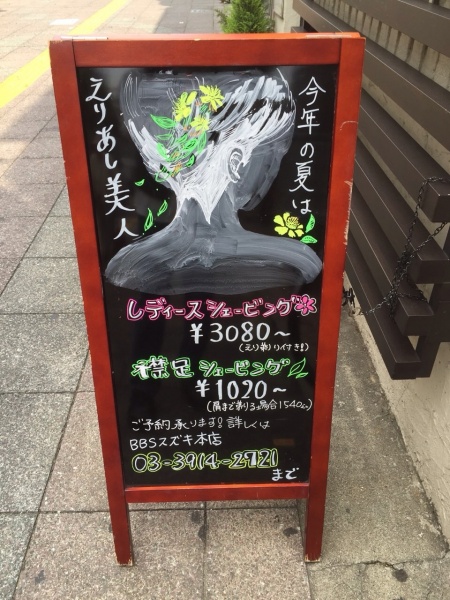 今年の夏は
えりあし美人
レディースシェービング
¥3080～
(えり剃り付き!)
襟足シェービング
¥1020～
(肩まで剃る場合1540～)
ご予約承ります!詳しくは
BBSスズキ本店
03-3914-2721
まで